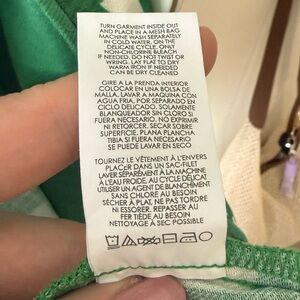 TURN GARMENT INSIDE OUT
AND PLACE IN A MESH BAG
MACHINE WASH SEPARATELY
IN COLD WATER, ON THE
DELICATE CYCLE. ONLY
NON-CHLORINE BLEACH
IF NEEDED. DO NOT TWIST OR
WRING. LAY FLAT TO DRY
WARM IRON IF NEEDED
CAN BE DRY CLEANED
GIRE A LA PRENDA INTERIOR
COLOCAR EN UNA BOLSA DE
MALLA. LAVAR A MAQUINA CON
AGUA FRIA, POR SEPARADO EN
CICLO DELICADO. SOLAMENTE
BLANQUEADOR SIN CLORO SI
FUERA NECESARIO. NO EXPRIMIR
NI RETORCER. SECAR SOBRE
SUPERFICIE. PLANA PLANCHA
TIBIA SI FUERA NECESARIO
PUEDE LAVAR EN SECO
TOURNEZ LE VÊTEMENT À L'ENVERS
PLACER DANS UN SAC-FILET
LAVER SÉPARÉMENT À LA MACHINE
À L'EAU FROIDE, AU CYCLE DÉLICAT
UTILISER UN AGENT DE BLANCHÎMENT
SANS CHLORE AU BESOIN
SÉCHER À PLAT. NE PAS TORDRE
NI ESSORER. REPASSER AU
FER TIÈDE AU BESOIN
NETTOYAGE À SEC POSSIBLE